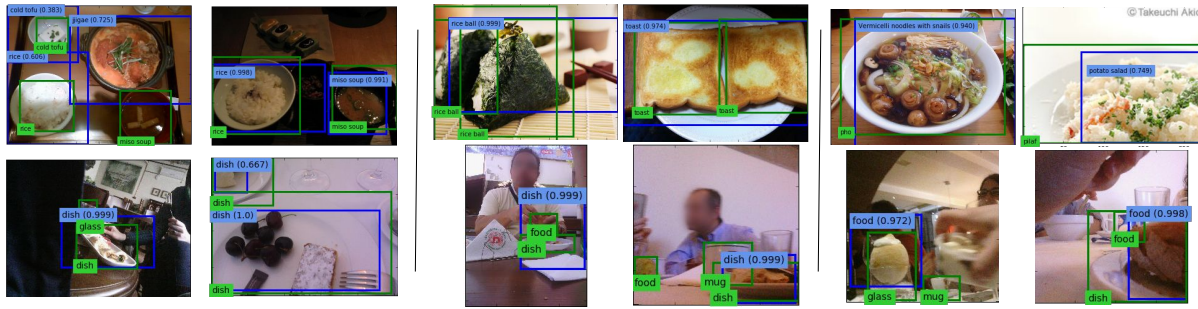 cold tofu (0.383)
jjigae (0.725)
cold tofu
rice (0.606)
rice
miso soup
rice (0.998)
miso soup (0.991)
rice
miso soup
rice ball (0.999)
rice ball
rice ball
toast (0.974)
toast
toast
Vermicelli noodles with snails (0.940)
pho
©Takeuchi Akio
potato salad (0.749)
pilaf
dish (0.999)
glass
dish
dish (0.667)
dish
dish (1.0)
dish
dish (0.999)
food
dish
food
mug
dish (0.999)
dish
food (0.972)
glass
mug
food (0.998)
food
dish